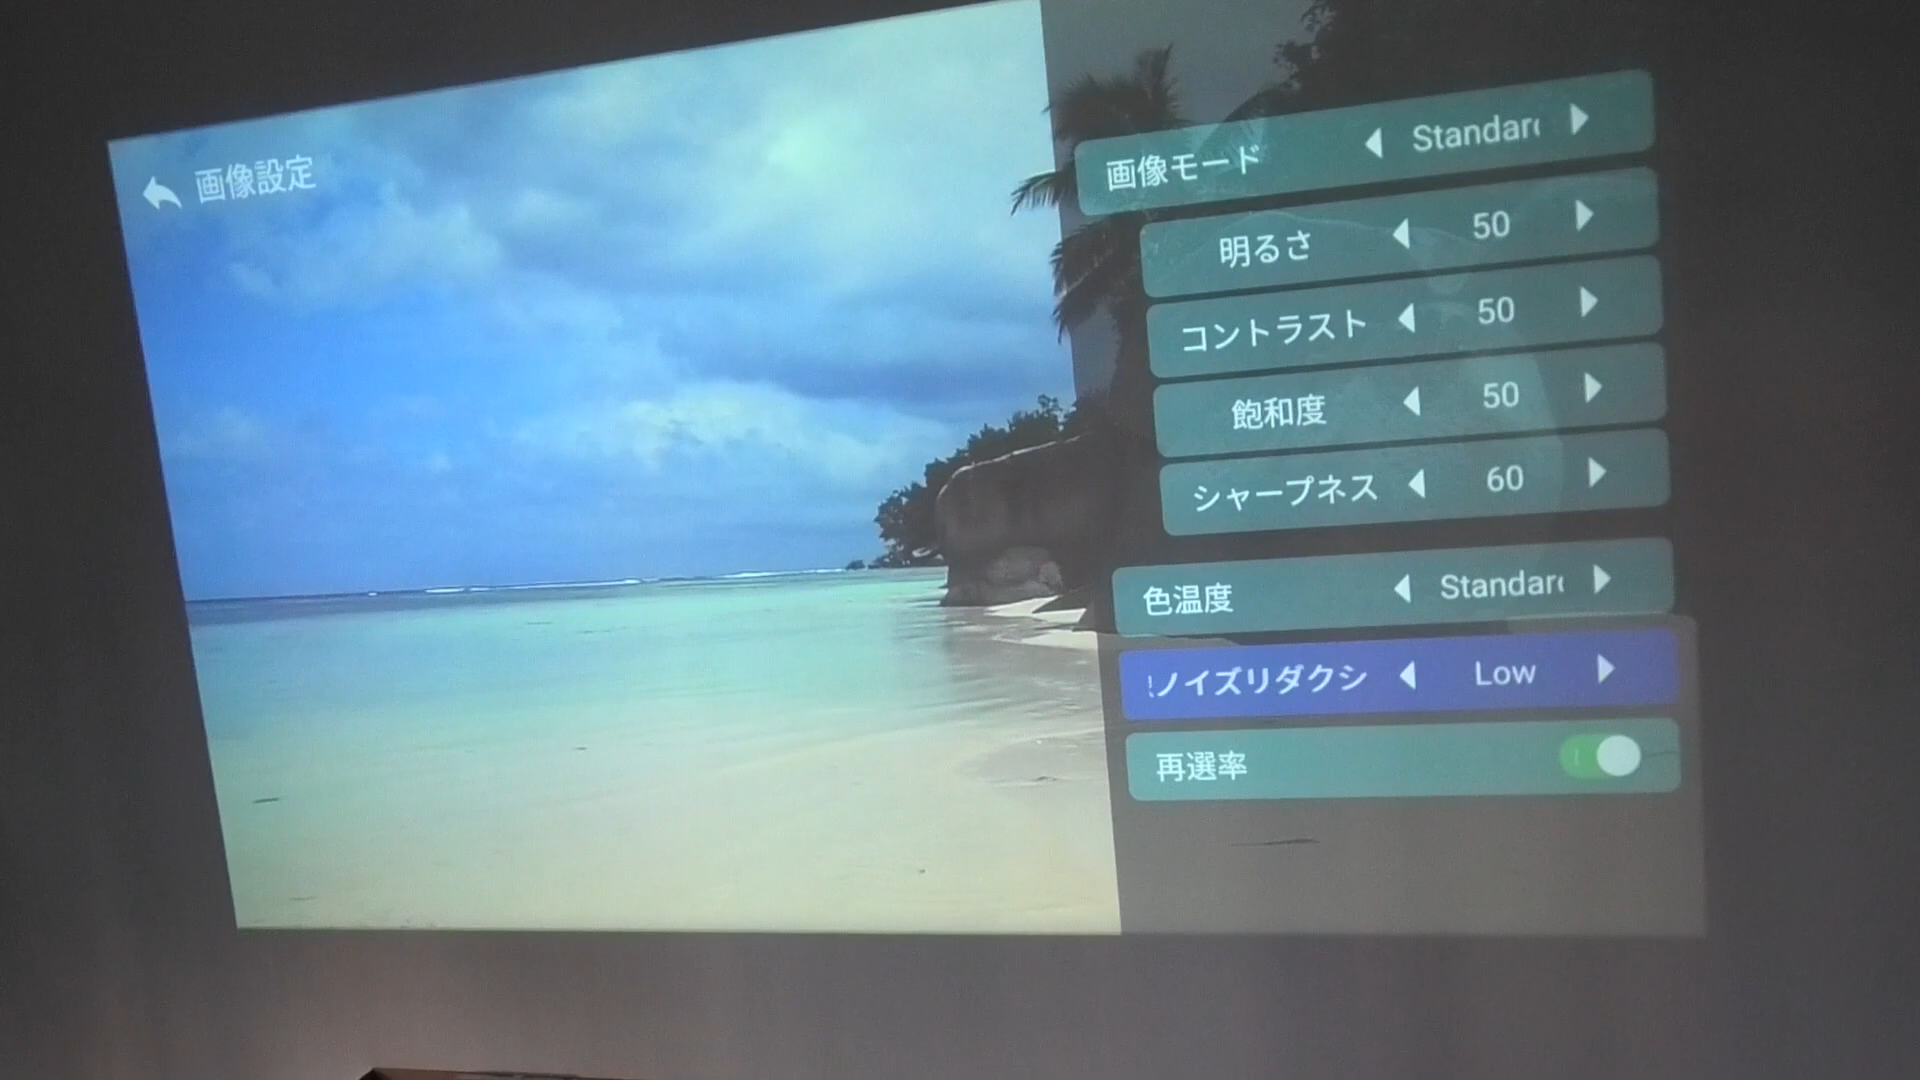 画像設定
画像モード Standar
明るさ 50
コントラスト 50
飽和度 50
シャープネス 60
色温度 Standar
ノイズリダクシ Low
再選率